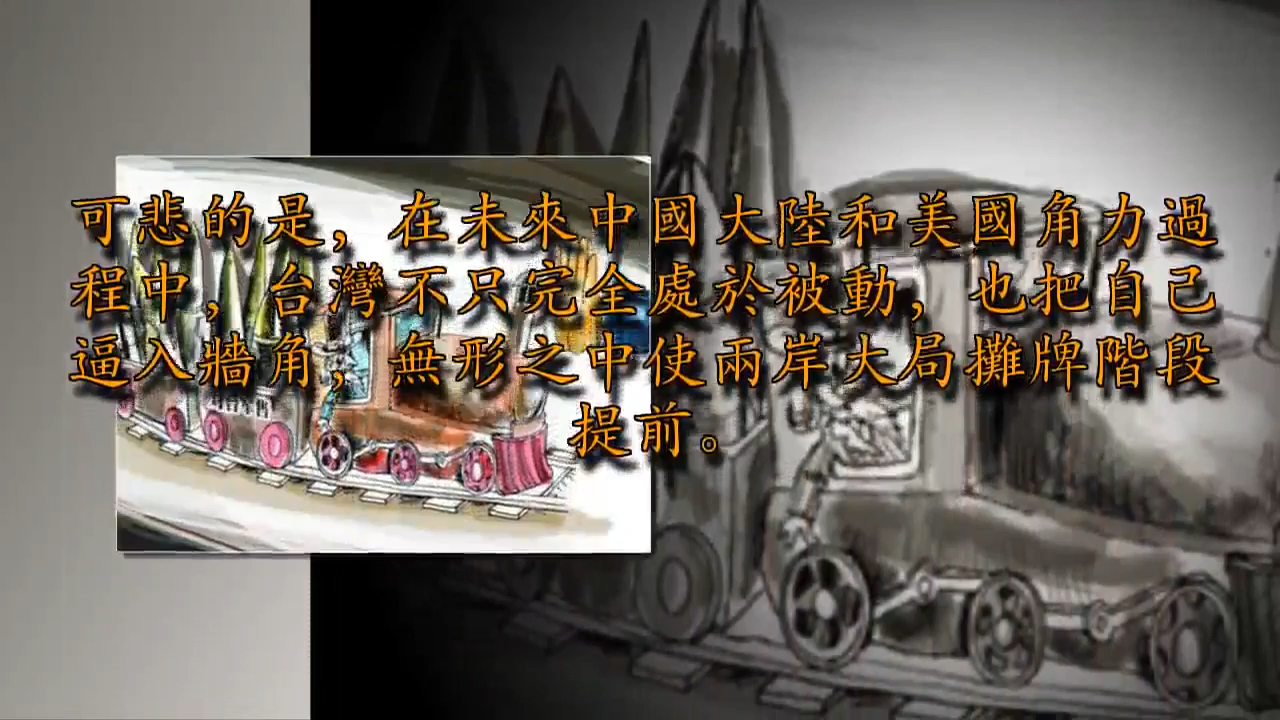 可悲的是，在未來中國大陸和美國角力過
程中，台灣不只完全處於被動，也把自己
逼入牆角，無形之中使兩岸大局攤牌階段
提前。